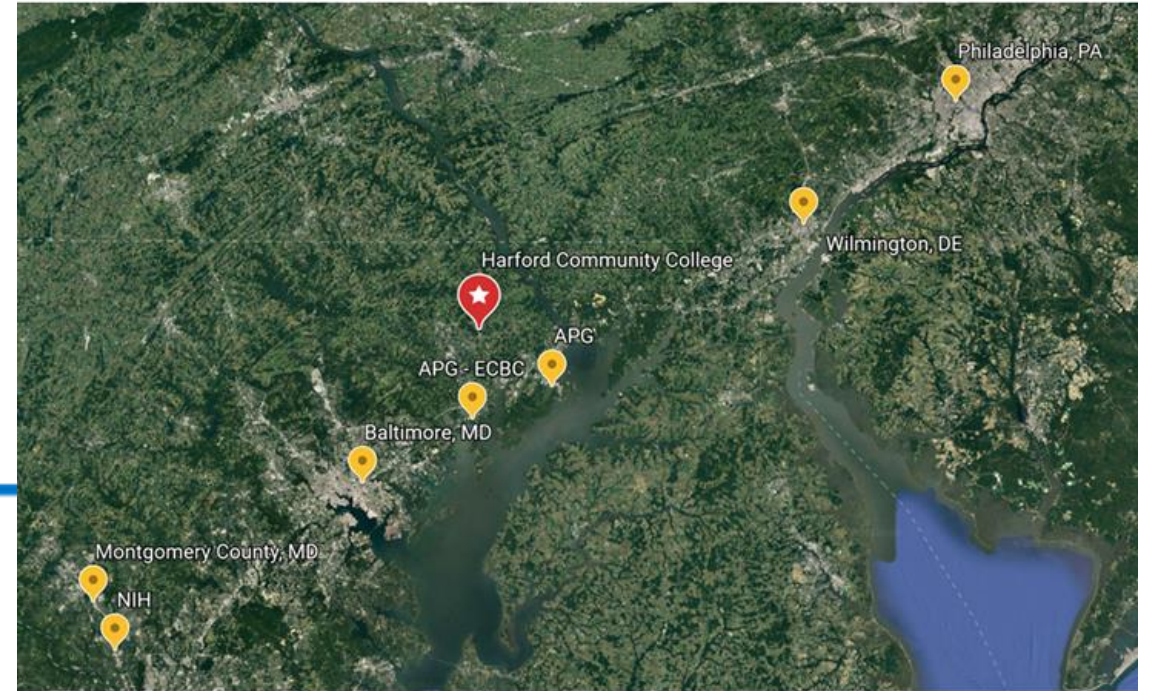 Philadelphia, PA
Wilmington, DE
Harford Community College
APG
APG - ECBC
Baltimore, MD
Montgomery County, MD
NIH